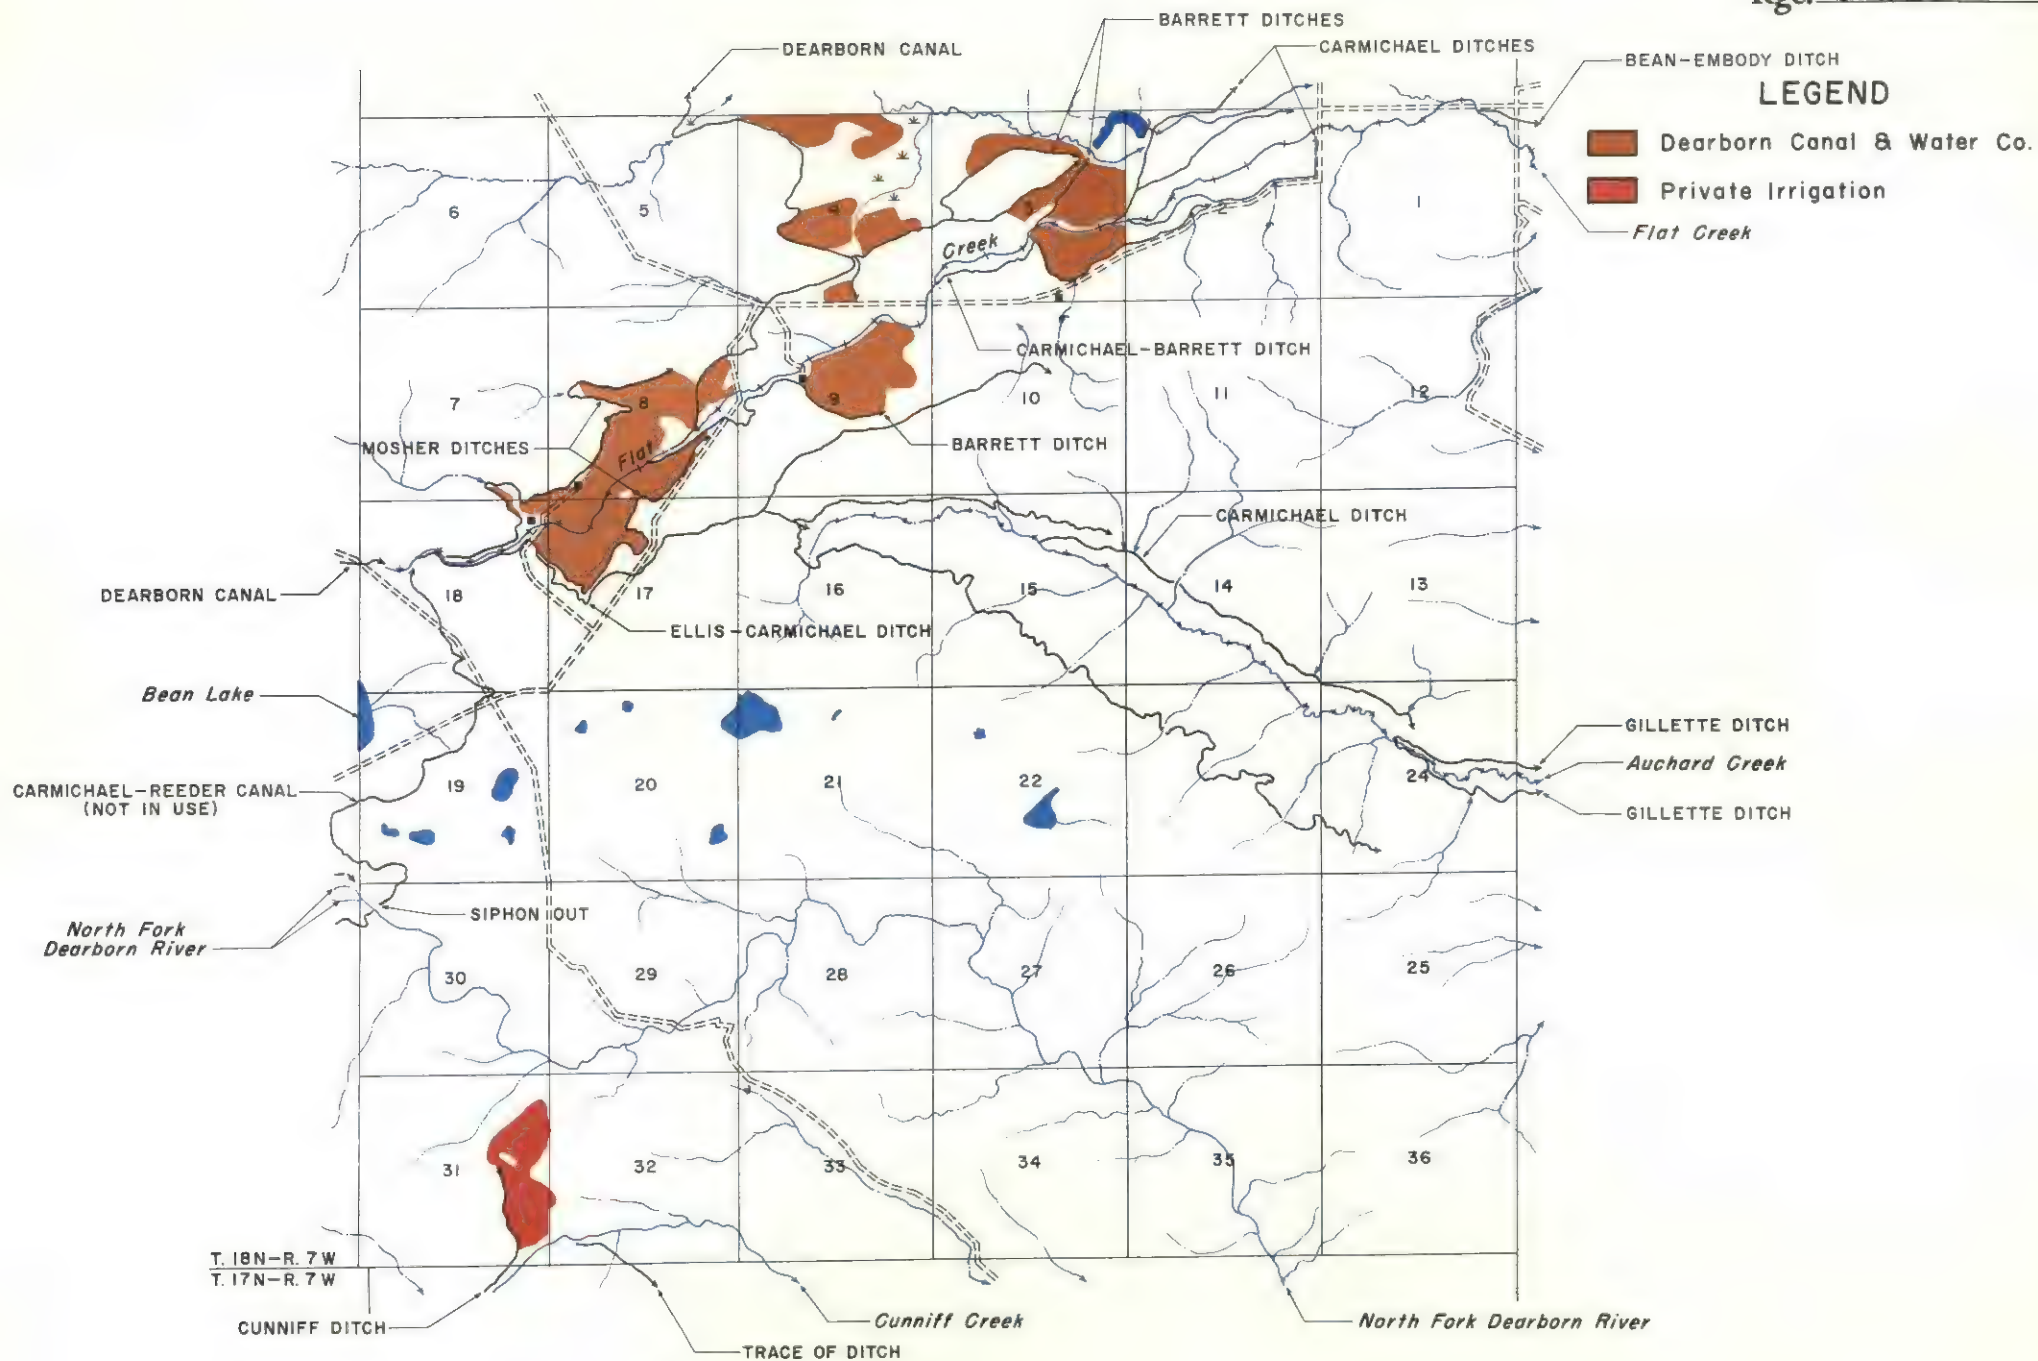 Rge.
BARRETT DITCHES
DEARBORN CANAL
CARMICHAEL DITCHES
BEAN-EMBODY DITCH
LEGEND
Dearborn Canal & Water Co.
Private Irrigation
6
5
4
3
1
Flat Creek
Creek
CARMICHAEL-BARRETT DITCH
7
8
9
10
11
12
MOSHER DITCHES
Flat
BARRETT DITCH
CARMICHAEL DITCH
DEARBORN CANAL
18
17
16
15
14
13
ELLIS-CARMICHAEL DITCH
Bean Lake
GILLETTE DITCH
Auchard Creek
CARMICHAEL-REEDER CANAL
(NOT IN USE)
19
20
21
22
24
GILLETTE DITCH
SIPHON OUT
North Fork
Dearborn River
30
29
28
27
26
25
31
32
33
34
35
36
T. 18N-R. 7W
T. 17N-R. 7W
CUNNIFF DITCH
Cunniff Creek
North Fork Dearborn River
TRACE OF DITCH